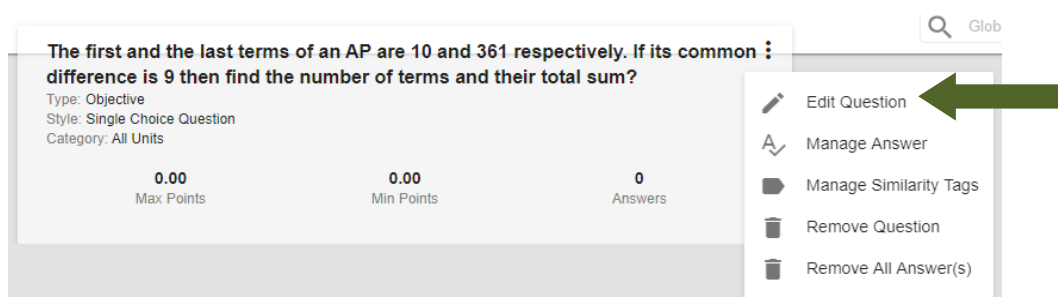 Glob
The first and the last terms of an AP are 10 and 361 respectively. If its common
difference is 9 then find the number of terms and their total sum?
Type: Objective
Style: Single Choice Question
Category: All Units
0.00
Max Points
0.00
Min Points
0
Answers
Edit Question
Manage Answer
Manage Similarity Tags
Remove Question
Remove All Answer(s)